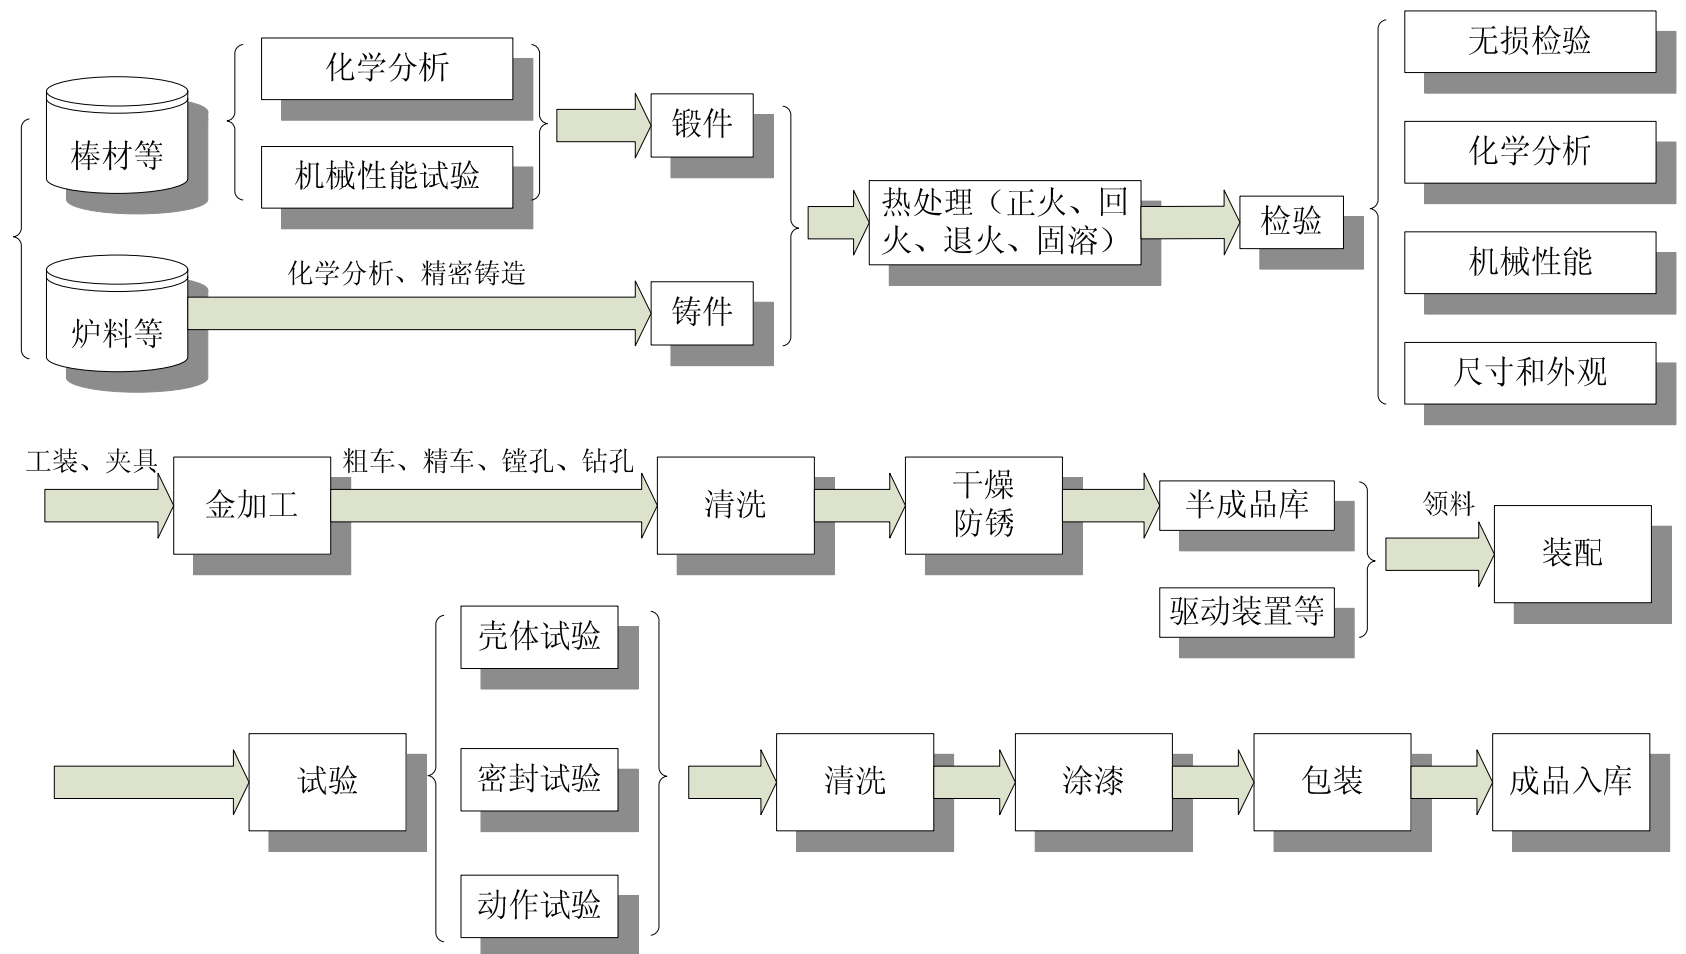 棒材等
化学分析
机械性能试验
锻件
炉料等
化学分析、精密铸造
铸件
热处理（正火、回
火、退火、固溶）
检验
无损检验
化学分析
机械性能
尺寸和外观
工装、夹具
金加工
粗车、精车、镗孔、钻孔
清洗
干燥
防锈
半成品库
驱动装置等
领料
装配
试验
壳体试验
密封试验
动作试验
清洗
涂漆
包装
成品入库